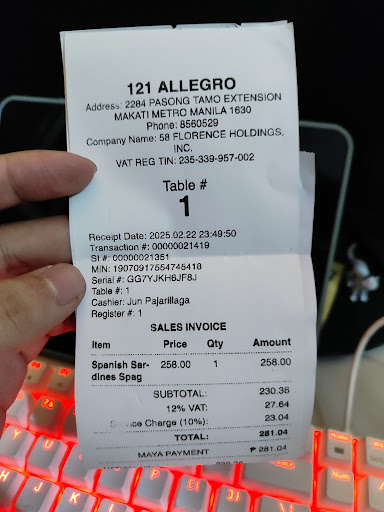 121 ALLEGRO
Address: 2284 PASONG TAMO EXTENSION
MAKATI METRO MANILA 1630
Phone: 8560529
Company Name: 58 FLORENCE HOLDINGS,
INC.
VAT REG TIN: 235-339-957-002
Table #
1
Receipt Date: 2025.02.22 23:49:50
Transaction #: 00000021419
SI #: 00000021351
MIN: 19070917554745418
Serial #: GG7YJKH6JF8J
Table #: 1
Cashier: Jun Pajarillaga
Register #: 1
SALES INVOICE
Item Price Qty Amount
Spanish Sar- 258.00 1 258.00
dines Spag
SUBTOTAL: 230.36
12% VAT: 27.64
Service Charge (10%): 23.04
TOTAL: 281.04
MAYA PAYMENT ₱ 281.04